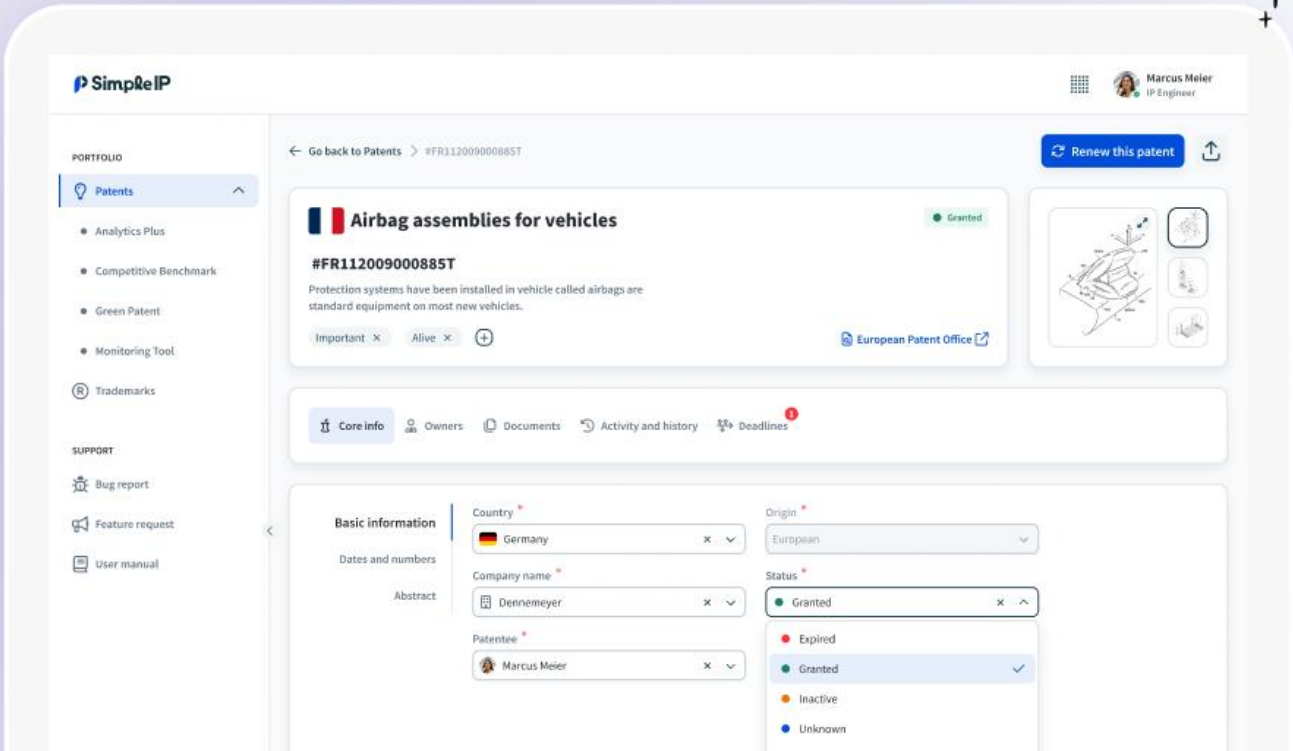 SimpleIP
Marcus Meier
IP Engineer
PORTFOLIO
Patents
Analytics Plus
Competitive Benchmark
Green Patent
Monitoring Tool
Trademarks
SUPPORT
Bug report
Feature request
User manual
Go back to Patents > #FR112009000885T
Renew this patent
Airbag assemblies for vehicles
Granted
#FR112009000885T
Protection systems have been installed in vehicle called airbags are
standard equipment on most new vehicles.
Important × Alive ×
European Patent Office
Core info Owners Documents Activity and history Deadlines 1
Basic information
Dates and numbers
Abstract
Country *
Germany
Origin *
European
Company name *
Dennemeyer
Status *
Granted
Patentee *
Marcus Meier
Expired
Granted
Inactive
Unknown